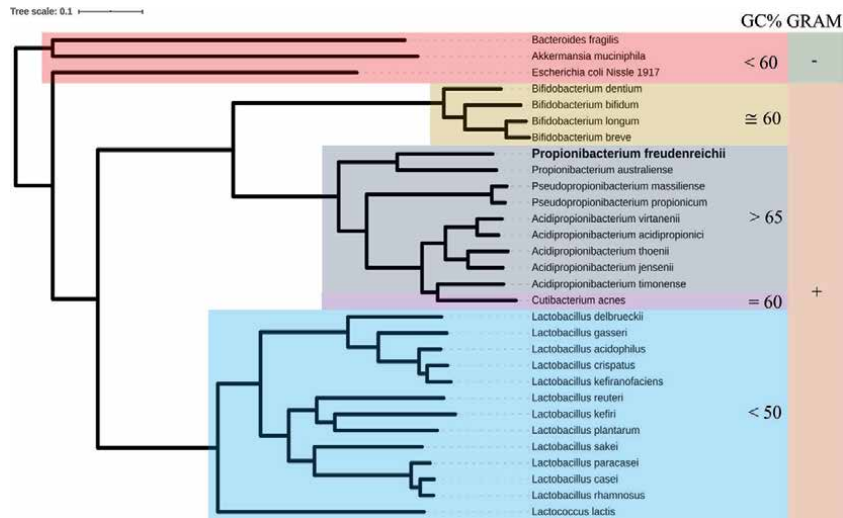 Tree scale: 0.1
GC% GRAM
Bacteroides fragilis
Akkermansia muciniphila
< 60 -
Escherichia coli Nissle 1917
Bifidobacterium dentium
Bifidobacterium bifidum
≅ 60
Bifidobacterium longum
Bifidobacterium breve
Propionibacterium freudenreichii
Propionibacterium australiense
Pseudopropionibacterium massiliense
Pseudopropionibacterium propionicum
Acidipropionibacterium virtanenii
> 65
Acidipropionibacterium acidipropionici
Acidipropionibacterium thoenii
Acidipropionibacterium jensenii
Acidipropionibacterium timonense
+
Cutibacterium acnes
= 60
Lactobacillus delbrueckii
Lactobacillus gasseri
Lactobacillus acidophilus
Lactobacillus crispatus
Lactobacillus kefiranofaciens
Lactobacillus reuteri
Lactobacillus kefiri
< 50
Lactobacillus plantarum
Lactobacillus sakei
Lactobacillus paracasei
Lactobacillus casei
Lactobacillus rhamnosus
Lactococcus lactis